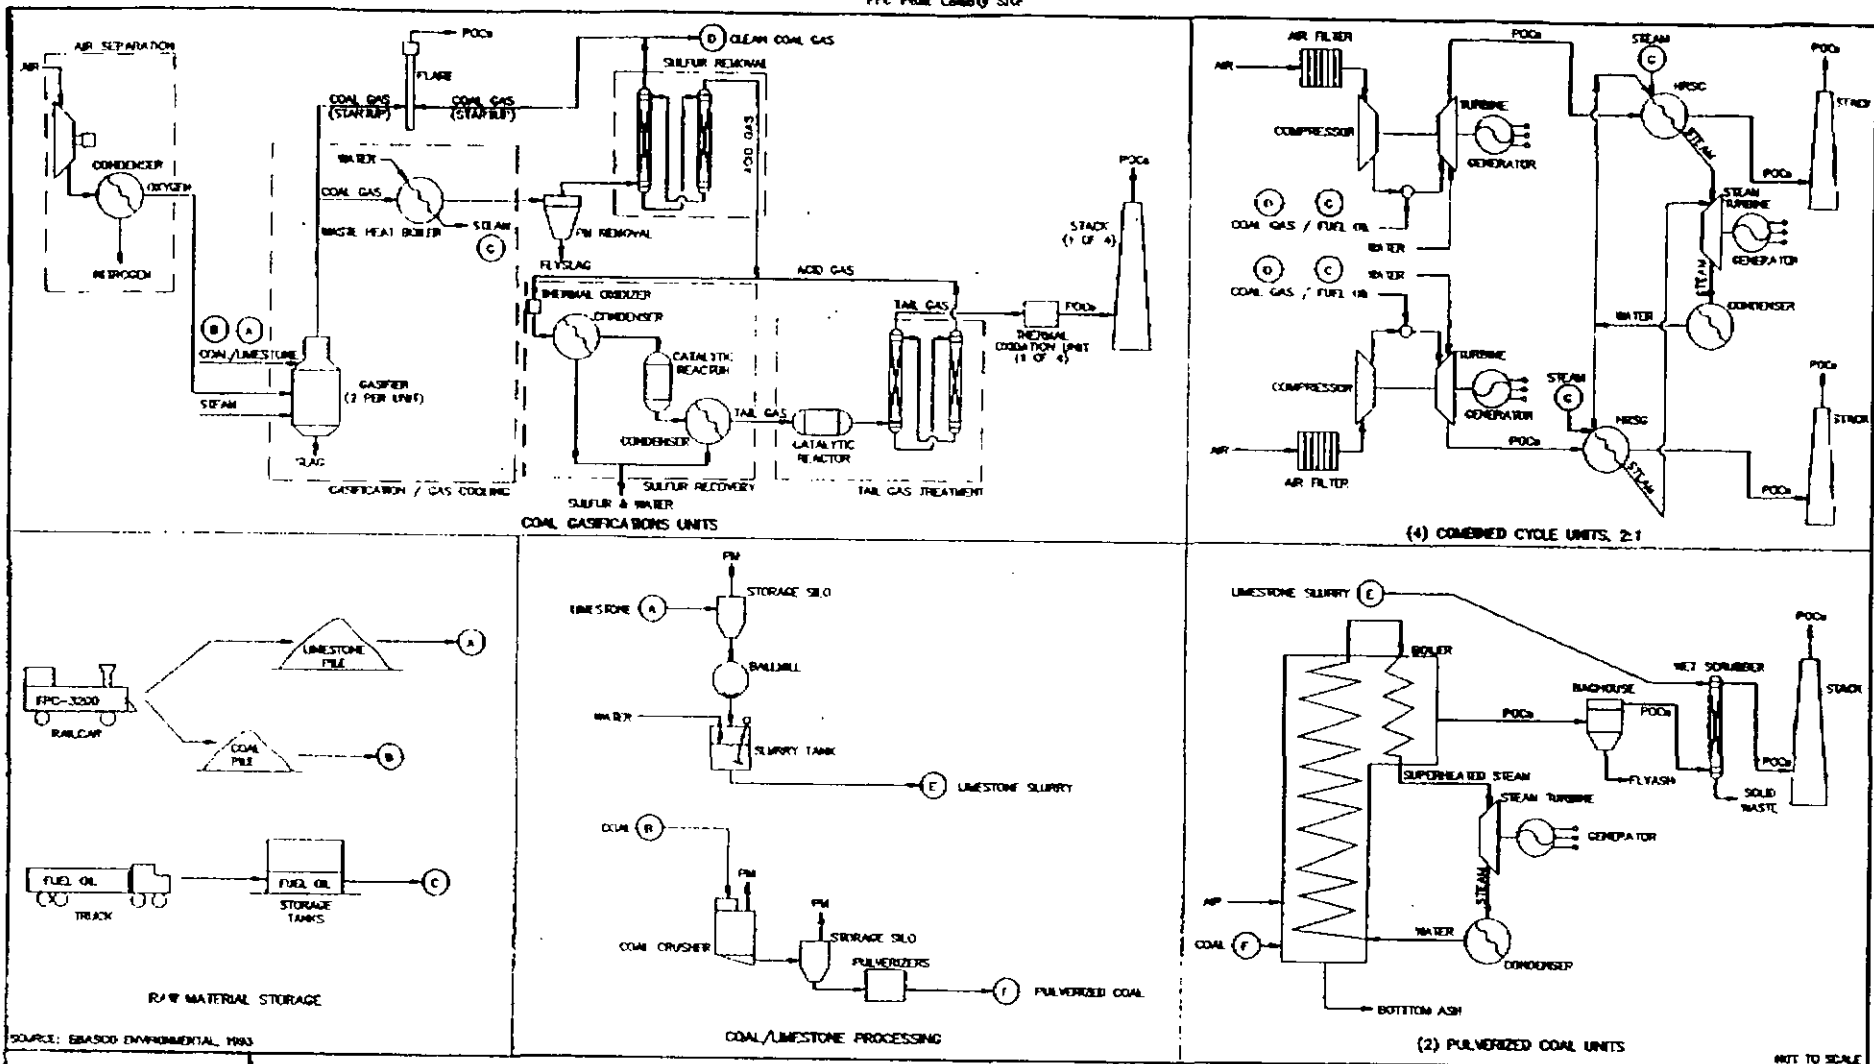 AIR SEPARATION
AIR
CONDENSER
OXYGEN
NITROGEN
POCs
FLARE
COAL GAS
(STARTUP)
COAL GAS
(STARTUP)
D
CLEAN COAL GAS
SULFUR REMOVAL
ACID GAS
WATER
COAL GAS
WASTE HEAT BOILER
STEAM
PM REMOVAL
FLYSLAG
B
A
COAL/LIMESTONE
STEAM
GASIFIER
(2 PER UNIT)
SLAG
GASIFICATION / GAS COOLING
ACID GAS
THERMAL OXIDIZER
CONDENSER
CATALYTIC
REACTOR
CONDENSER
TAIL GAS
SULFUR RECOVERY
SULFUR & WATER
CATALYTIC
REACTOR
TAIL GAS
TAIL GAS TREATMENT
THERMAL
OXIDATION UNIT
(1 OF 4)
POCs
STACK
(1 OF 4)
POCs
COAL GASIFICATIONS UNITS
AIR FILTER
AIR
COMPRESSOR
POCs
TURBINE
GENERATOR
D
COAL GAS / FUEL OIL
WATER
STEAM
HRSG
STEAM
POCs
POCs
STACK
STEAM
TURBINE
GENERATOR
STEAM
CONDENSER
WATER
D
C
COAL GAS / FUEL OIL
WATER
COMPRESSOR
TURBINE
GENERATOR
AIR
AIR FILTER
POCs
STEAM
HRSG
STEAM
POCs
POCs
STACK
(4) COMBINED CYCLE UNITS, 2:1
LIMESTONE
PILE
A
FPC-3200
RAILCAR
COAL
PILE
B
FUEL OIL
TRUCK
FUEL OIL
STORAGE
TANKS
C
RAW MATERIAL STORAGE
SOURCE: EBASCO ENVIRONMENTAL, 1993
PM
STORAGE SILO
LIMESTONE
A
BALLMILL
WATER
SLURRY TANK
E
LIMESTONE SLURRY
COAL
B
PM
COAL CRUSHER
PM
STORAGE SILO
PULVERIZERS
PULVERIZED COAL
COAL/LIMESTONE PROCESSING
LIMESTONE SLURRY
E
BOILER
POCs
BAGHOUSE
POCs
FLYASH
WET SCRUBBER
SOLID
WASTE
POCs
POCs
STACK
SUPERHEATED STEAM
STEAM TURBINE
GENERATOR
STEAM
AIR
COAL
F
WATER
CONDENSER
BOTTTOM ASH
(2) PULVERIZED COAL UNITS
NOT TO SCALE